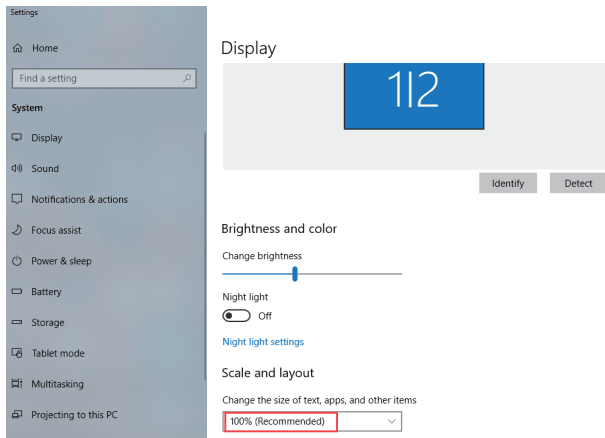 Settings
Home
Find a setting
System
Display
Sound
Notifications & actions
Focus assist
Power & sleep
Battery
Storage
Tablet mode
Multitasking
Projecting to this PC
Display
1|2
Identify Detect
Brightness and color
Change brightness
Night light
Off
Night light settings
Scale and layout
Change the size of text, apps, and other items
100% (Recommended)